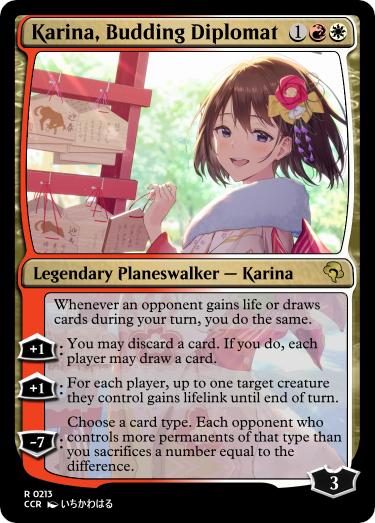 Karina, Budding Diplomat 1
Legendary Planeswalker — Karina
Whenever an opponent gains life or draws
cards during your turn, you do the same.
+1: You may discard a card. If you do, each
player may draw a card.
+1: For each player, up to one target creature
they control gains lifelink until end of turn.
-7: Choose a card type. Each opponent who
controls more permanents of that type than
you sacrifices a number equal to the
difference.
3
R 0213
CCR いちかわはる